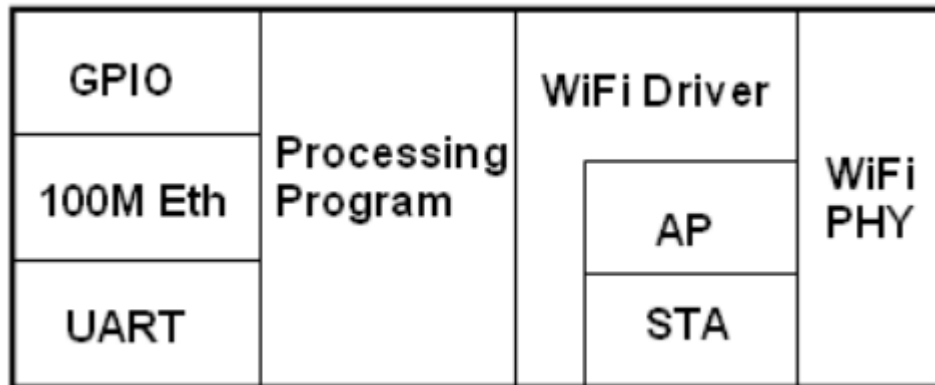 GPIO
100M Eth
UART
Processing
Program
WiFi Driver
AP
STA
WiFi
PHY